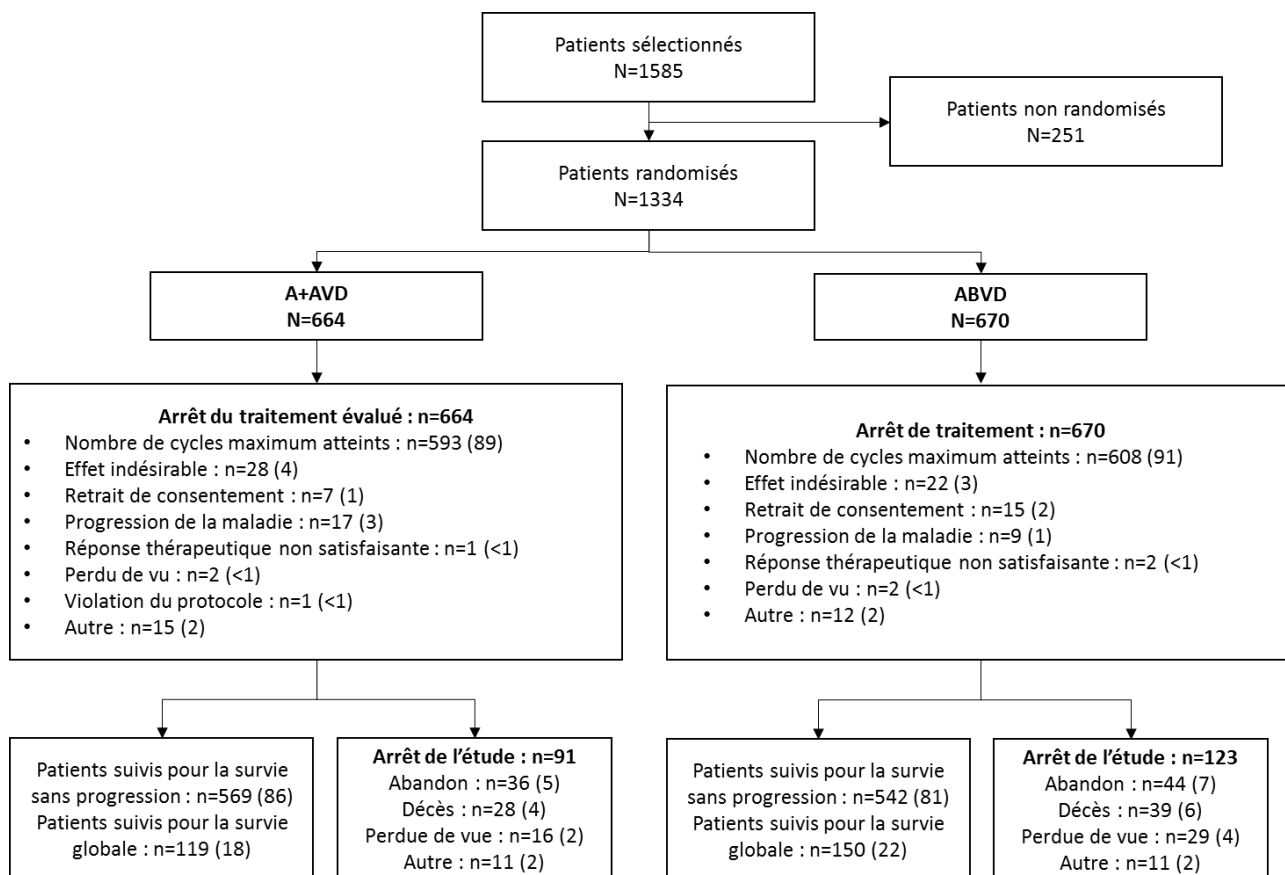 Patients sélectionnés
N=1585
Patients non randomisés
N=251
Patients randomisés
N=1334
A+AVD
N=664
ABVD
N=670
Arrêt du traitement évalué : n=664
• Nombre de cycles maximum atteints : n=593 (89)
• Effet indésirable : n=28 (4)
• Retrait de consentement : n=7 (1)
• Progression de la maladie : n=17 (3)
• Réponse thérapeutique non satisfaisante : n=1 (<1)
• Perdu de vu : n=2 (<1)
• Violation du protocole : n=1 (<1)
• Autre : n=15 (2)
Arrêt de traitement : n=670
• Nombre de cycles maximum atteints : n=608 (91)
• Effet indésirable : n=22 (3)
• Retrait de consentement : n=15 (2)
• Progression de la maladie : n=9 (1)
• Réponse thérapeutique non satisfaisante : n=2 (<1)
• Perdu de vu : n=2 (<1)
• Autre : n=12 (2)
Patients suivis pour la survie
sans progression : n=569 (86)
Patients suivis pour la survie
globale : n=119 (18)
Arrêt de l’étude : n=91
Abandon : n=36 (5)
Décès : n=28 (4)
Perdue de vue : n=16 (2)
Autre : n=11 (2)
Patients suivis pour la survie
sans progression : n=542 (81)
Patients suivis pour la survie
globale : n=150 (22)
Arrêt de l’étude : n=123
Abandon : n=44 (7)
Décès : n=39 (6)
Perdue de vue : n=29 (4)
Autre : n=11 (2)